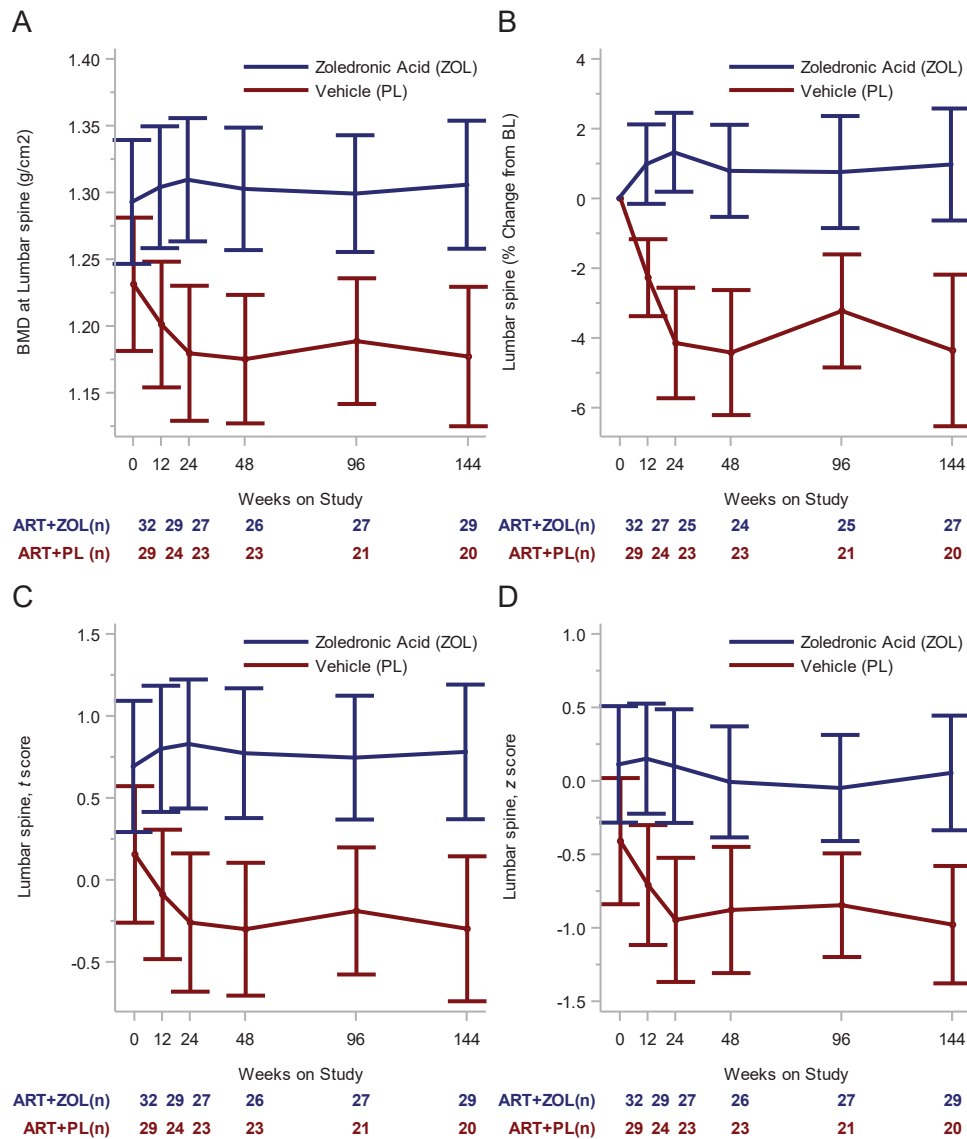 A
BMD at Lumbar spine (g/cm2)
1.40
1.35
1.30
1.25
1.20
1.15
Zoledronic Acid (ZOL)
Vehicle (PL)
0 12 24 48 96 144
Weeks on Study
ART+ZOL(n) 32 29 27 26 27 29
ART+PL (n) 29 24 23 23 21 20
B
Lumbar spine (% Change from BL)
4
2
0
-2
-4
-6
Zoledronic Acid (ZOL)
Vehicle (PL)
0 12 24 48 96 144
Weeks on Study
ART+ZOL(n) 32 27 25 24 25 27
ART+PL(n) 29 24 23 23 21 20
C
Lumbar spine, t score
1.5
1.0
0.5
0.0
-0.5
Zoledronic Acid (ZOL)
Vehicle (PL)
0 12 24 48 96 144
Weeks on Study
ART+ZOL(n) 32 29 27 26 27 29
ART+PL(n) 29 24 23 23 21 20
D
Lumbar spine, z score
1.0
0.5
0.0
-0.5
-1.0
-1.5
Zoledronic Acid (ZOL)
Vehicle (PL)
0 12 24 48 96 144
Weeks on Study
ART+ZOL(n) 32 29 27 26 27 29
ART+PL(n) 29 24 23 23 21 20